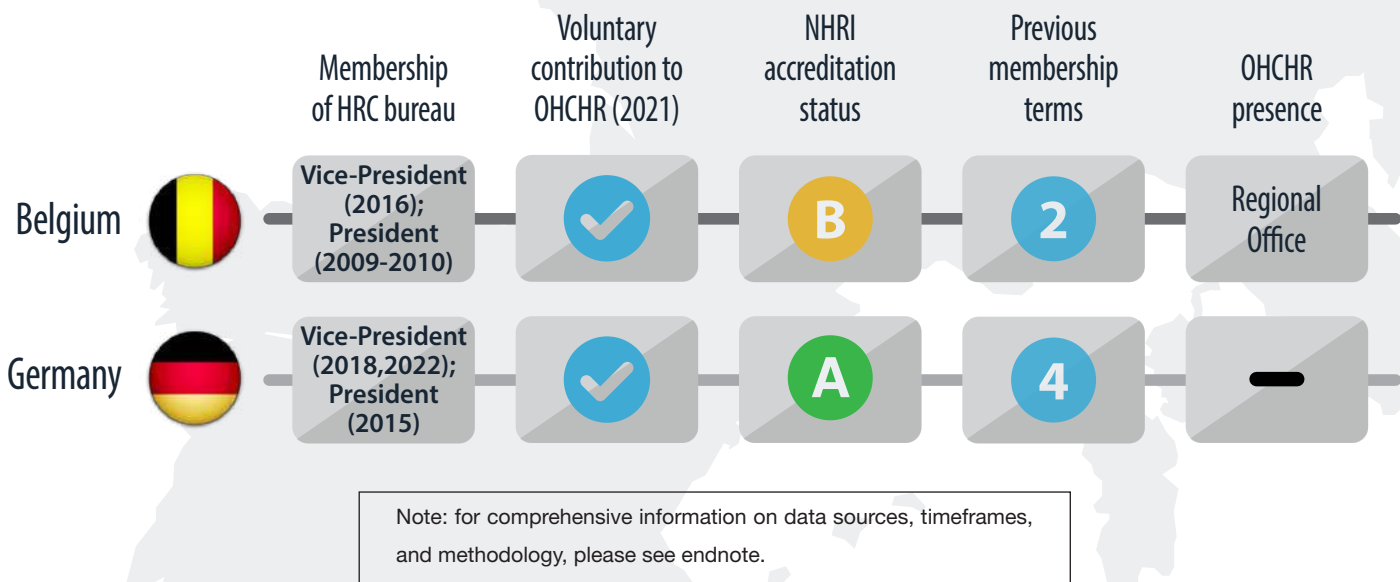 Membership
of HRC bureau
Voluntary
contribution to
OHCHR (2021)
NHRI
accreditation
status
Previous
membership
terms
OHCHR
presence
Belgium
Vice-President
(2016);
President
(2009-2010)
B
2
Regional
Office
Germany
Vice-President
(2018,2022);
President
(2015)
A
4
Note: for comprehensive information on data sources, timeframes,
and methodology, please see endnote.